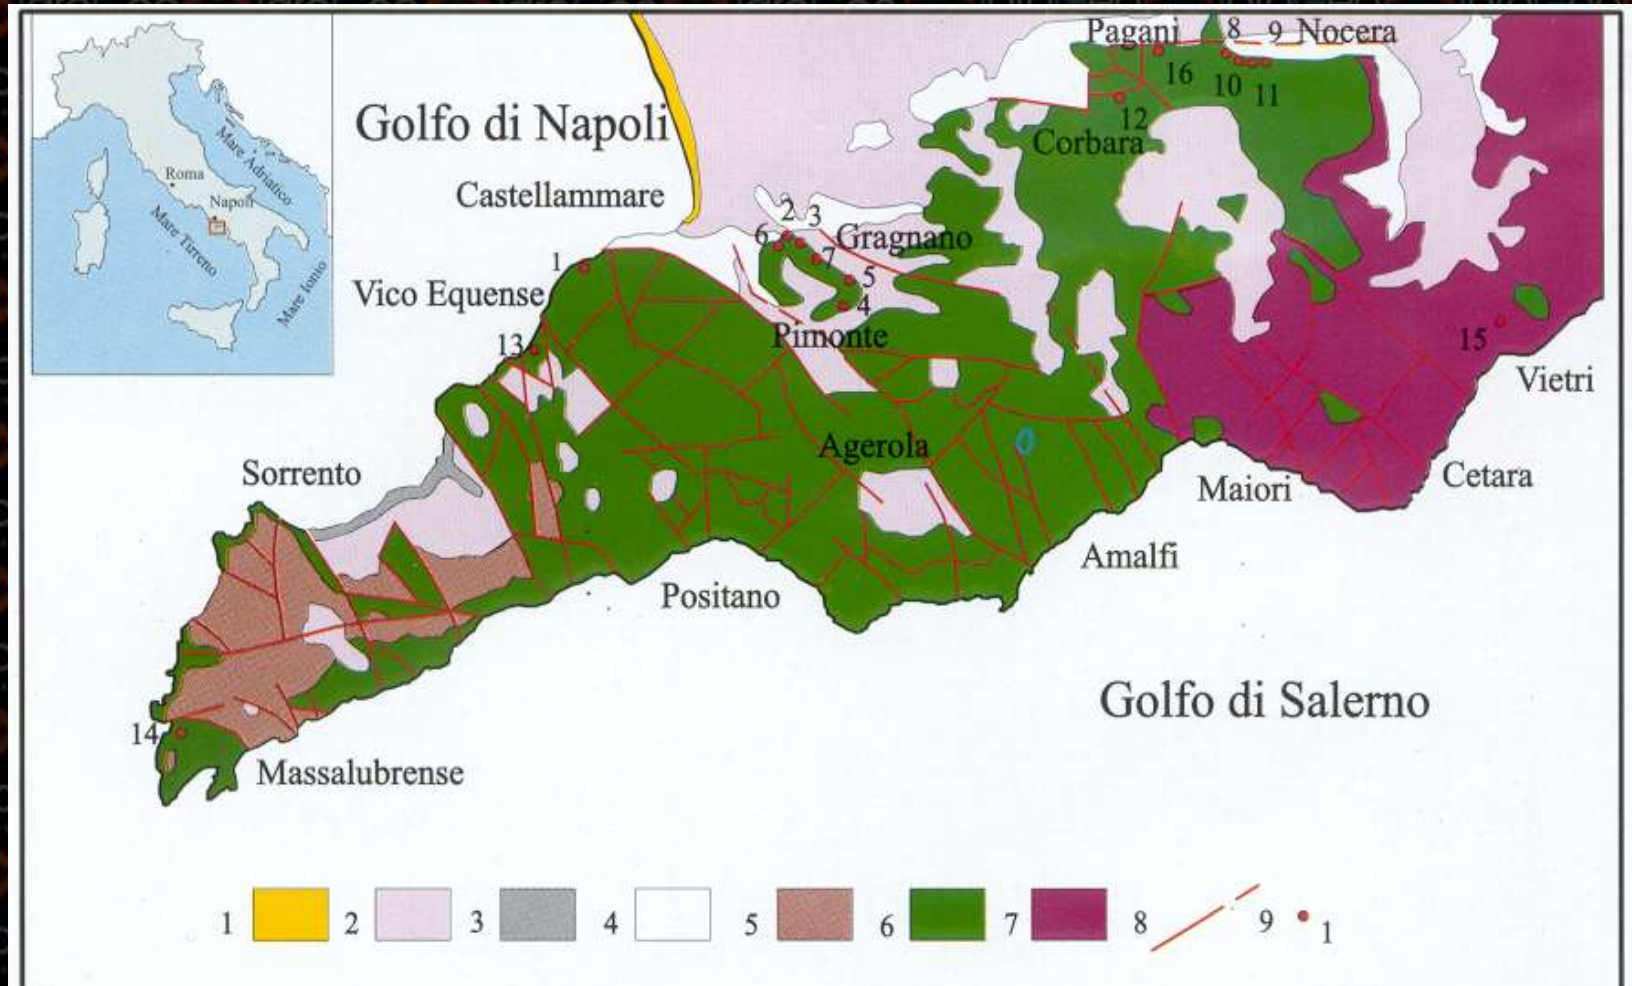 Mare Adriatico
Roma
Napoli
Mare Tirreno
Mare Ionio
Golfo di Napoli
Pagani
8
9
Nocera
16
10
11
12
Corbara
Castellammare
2
3
6
Gragnano
7
1
5
Vico Equense
4
Pimonte
13
15
Vietri
Agerola
Sorrento
Maiori
Cetara
Amalfi
Positano
Golfo di Salerno
14
Massalubrense
1
2
3
4
5
6
7
8
9
1